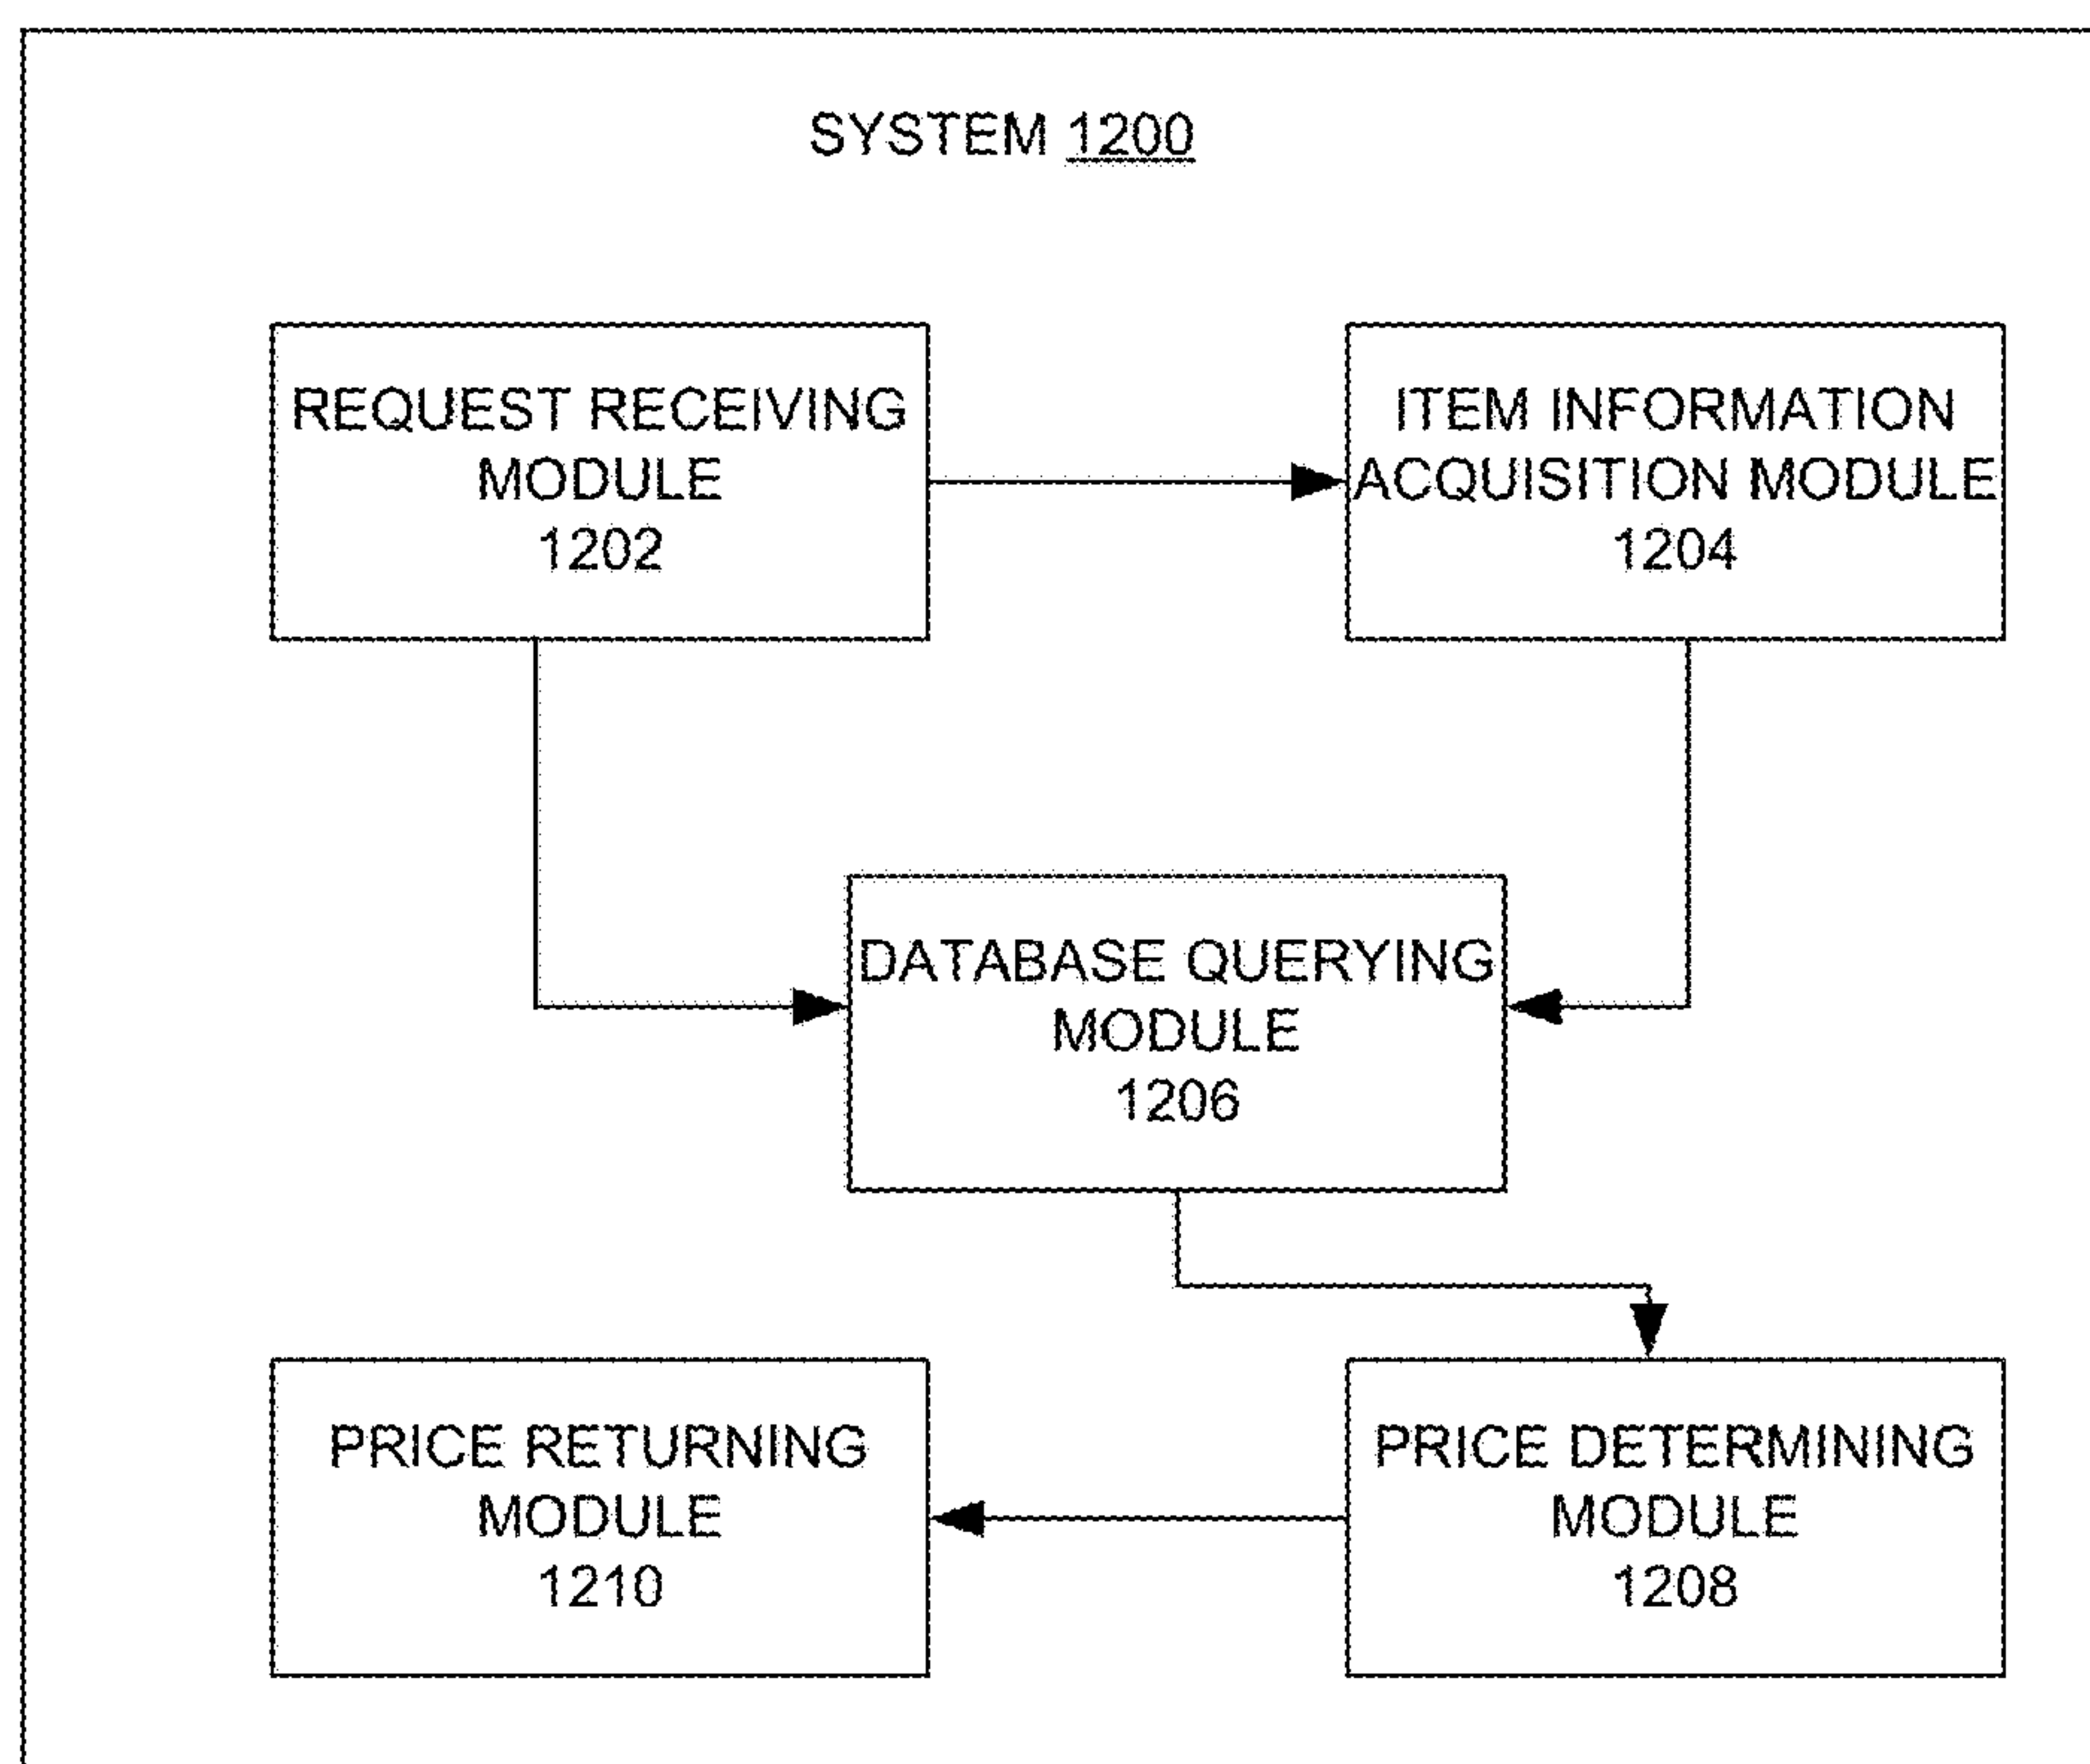 SYSTEM 1200
REQUEST RECEIVING
MODULE
1202
ITEM INFORMATION
ACQUISITION MODULE
1204
DATABASE QUERYING
MODULE
1206
PRICE RETURNING
MODULE
1210
PRICE DETERMINING
MODULE
1208